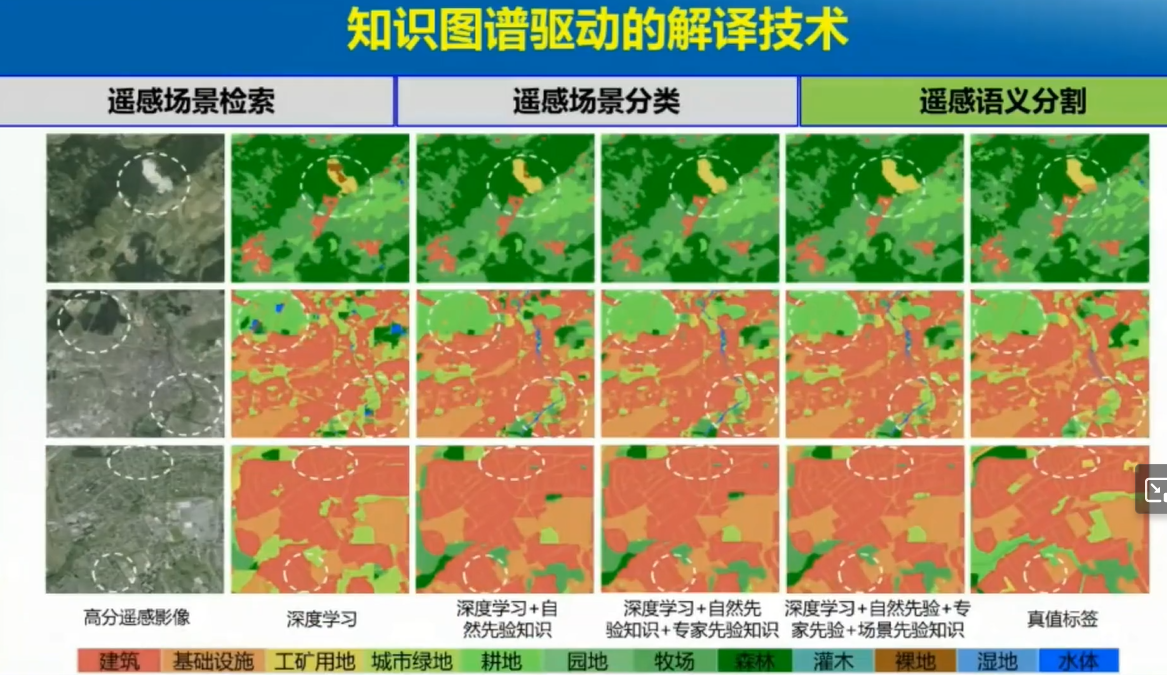 知识图谱驱动的解译技术
遥感场景检索
遥感场景分类
遥感语义分割
高分遥感影像
深度学习
深度学习+自
然先验知识
深度学习+自然先
验知识+专家先验知识
深度学习+自然先验+专
家先验+场景先验知识
真值标签
建筑
基础设施
工矿用地
城市绿地
耕地
园地
牧场
森林
灌木
裸地
湿地
水体